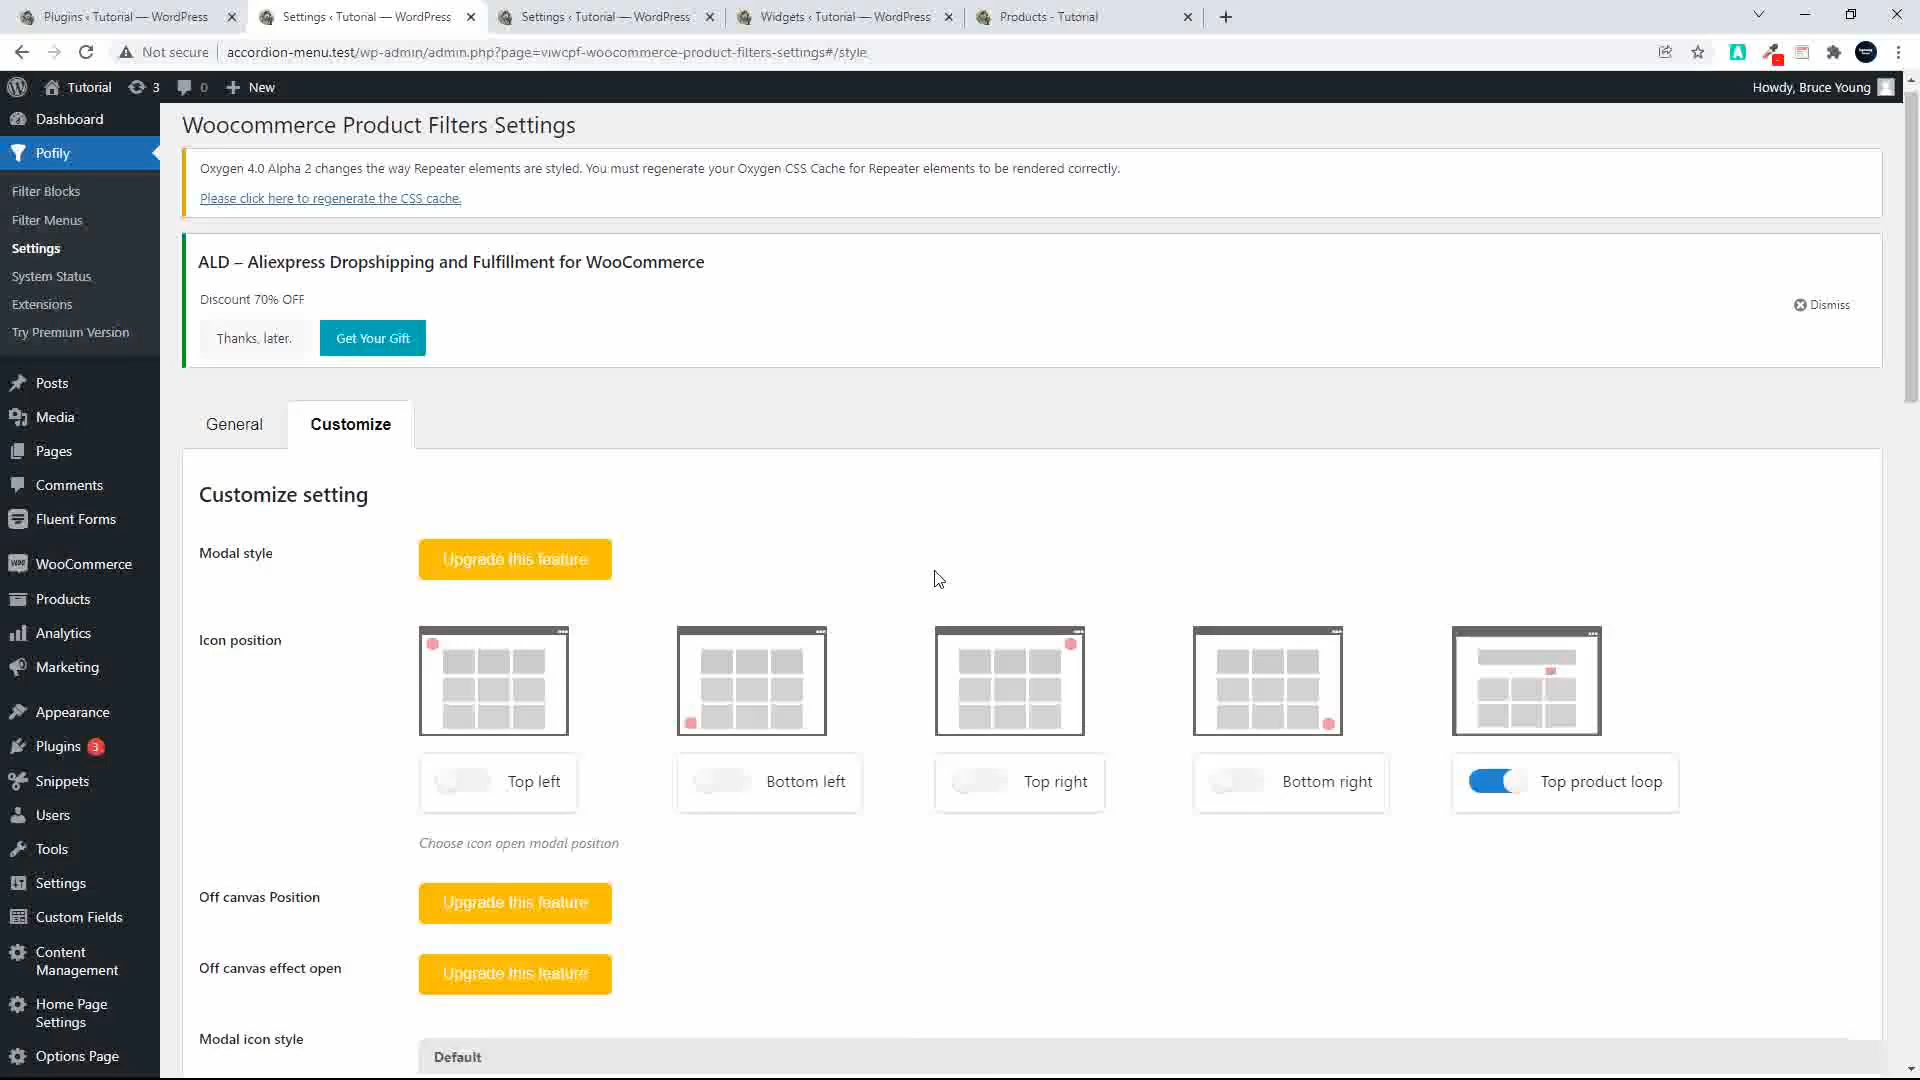 Plugins ‹ Tutorial — WordPress
Settings ‹ Tutorial — WordPress
Settings ‹ Tutorial — WordPress
Widgets ‹ Tutorial — WordPress
Products - Tutorial
Not secure
accordion-menu.test/wp-admin/admin.php?page=viwcpf-woocommerce-product-filters-settings#/style
Tutorial
3
0
New
Howdy, Bruce Young
Dashboard
Pofily
Filter Blocks
Filter Menus
Settings
System Status
Extensions
Try Premium Version
Posts
Media
Pages
Comments
Fluent Forms
WooCommerce
Products
Analytics
Marketing
Appearance
Plugins 3
Snippets
Users
Tools
Settings
Custom Fields
Content
Management
Home Page
Settings
Options Page
Woocommerce Product Filters Settings
Oxygen 4.0 Alpha 2 changes the way Repeater elements are styled. You must regenerate your Oxygen CSS Cache for Repeater elements to be rendered correctly.
Please click here to regenerate the CSS cache.
ALD – Aliexpress Dropshipping and Fulfillment for WooCommerce
Discount 70% OFF
Dismiss
Thanks, later.
Get Your Gift
General
Customize
Customize setting
Modal style
Upgrade this feature
Icon position
Top left
Bottom left
Top right
Bottom right
Top product loop
Choose icon open modal position
Off canvas Position
Upgrade this feature
Off canvas effect open
Upgrade this feature
Modal icon style
Default